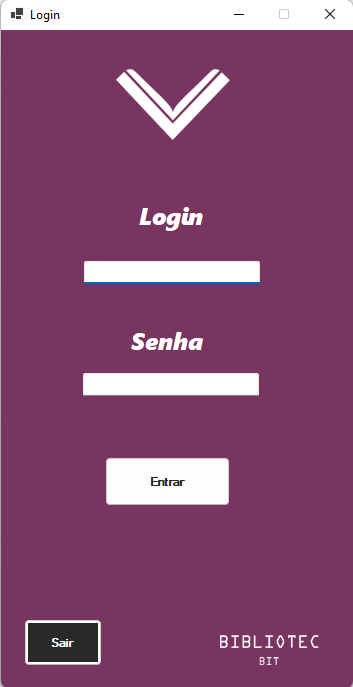 Login
Login
Senha
Entrar
Sair
BIBLIOTEC
BIT